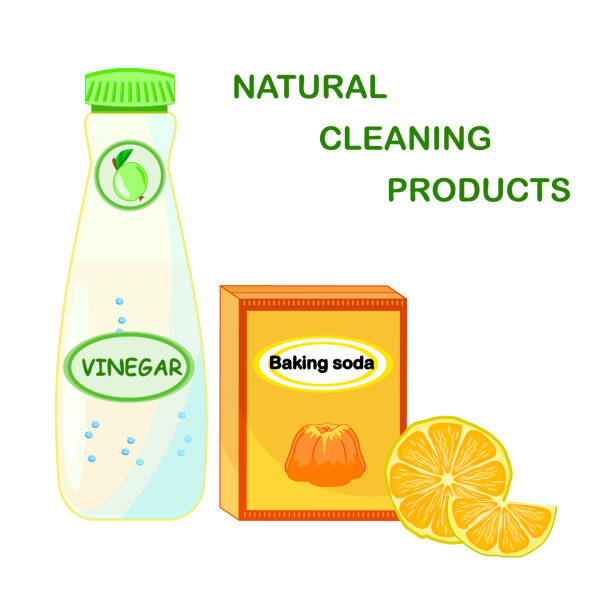 NATURAL
CLEANING
PRODUCTS
VINEGAR
Baking soda